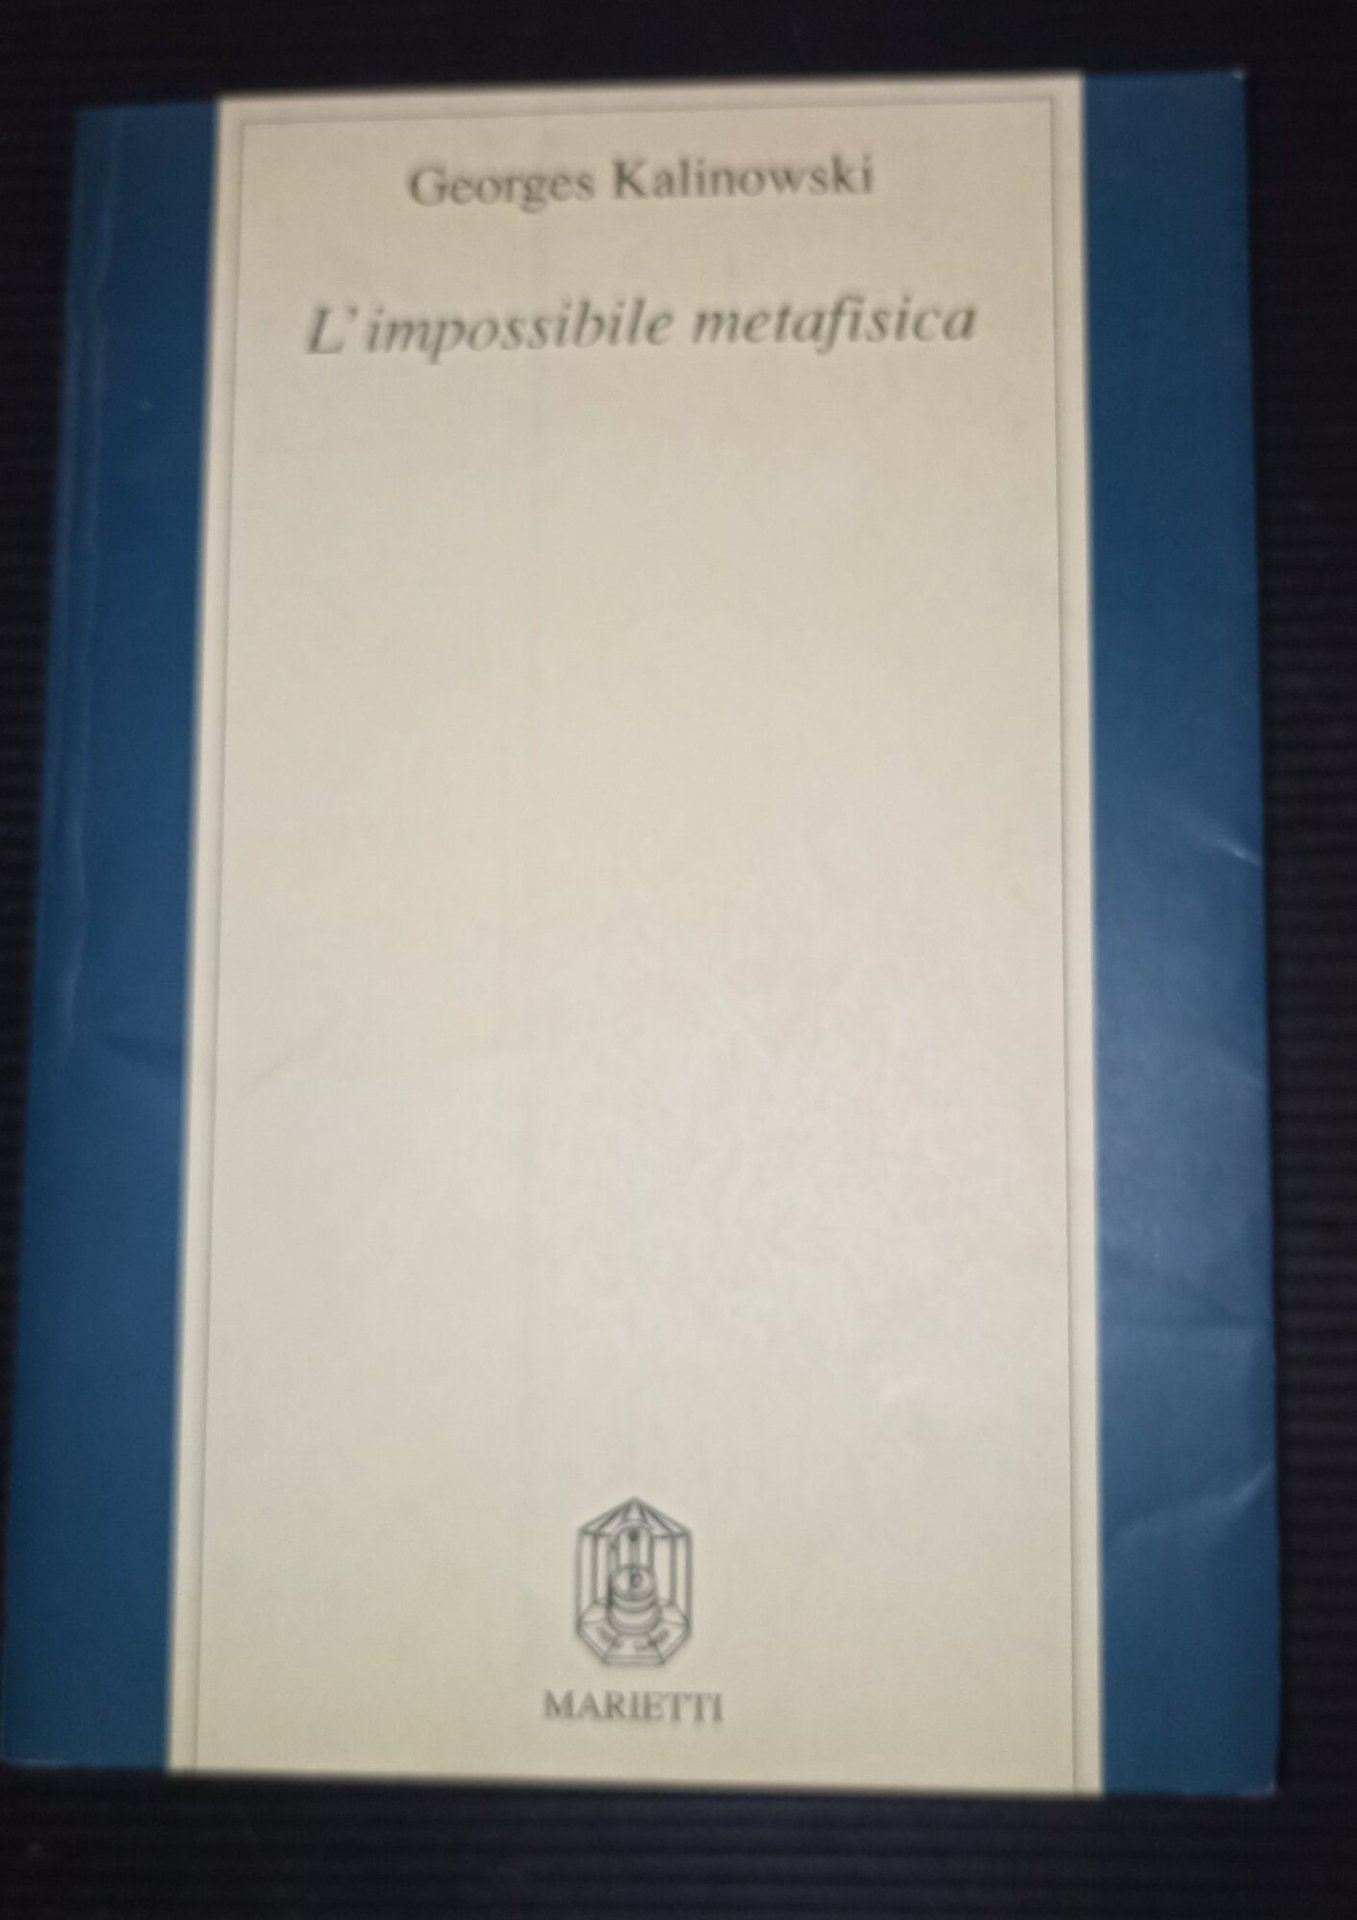 Georges Kalinowski
L'impossibile metafisica
MARIETTI